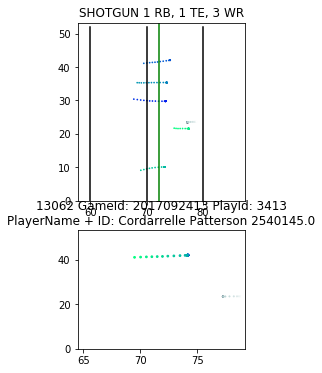 SHOTGUN 1 RB, 1 TE, 3 WR
50
40
30
20
10
0
60 70 80
13062 GameId: 2017092413 PlayId: 3413
PlayerName + ID: Cordarrelle Patterson 2540145.0
40
20
0
65 70 75